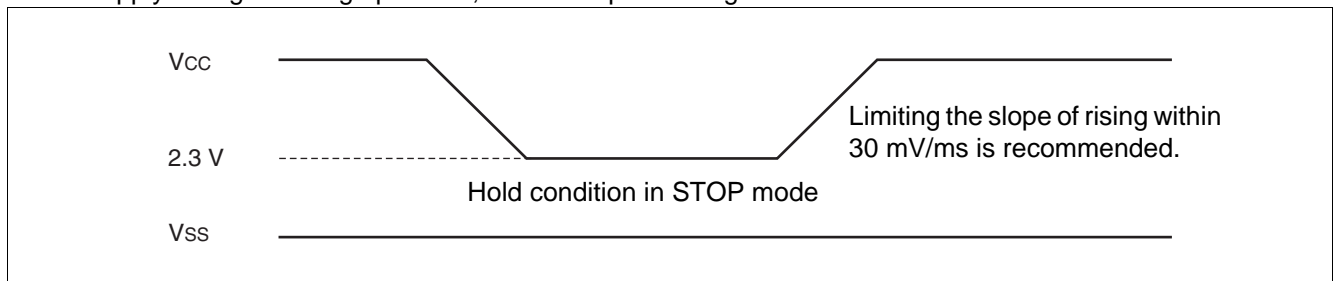 Vcc
2.3 V
Limiting the slope of rising within
30 mV/ms is recommended.
Hold condition in STOP mode
Vss